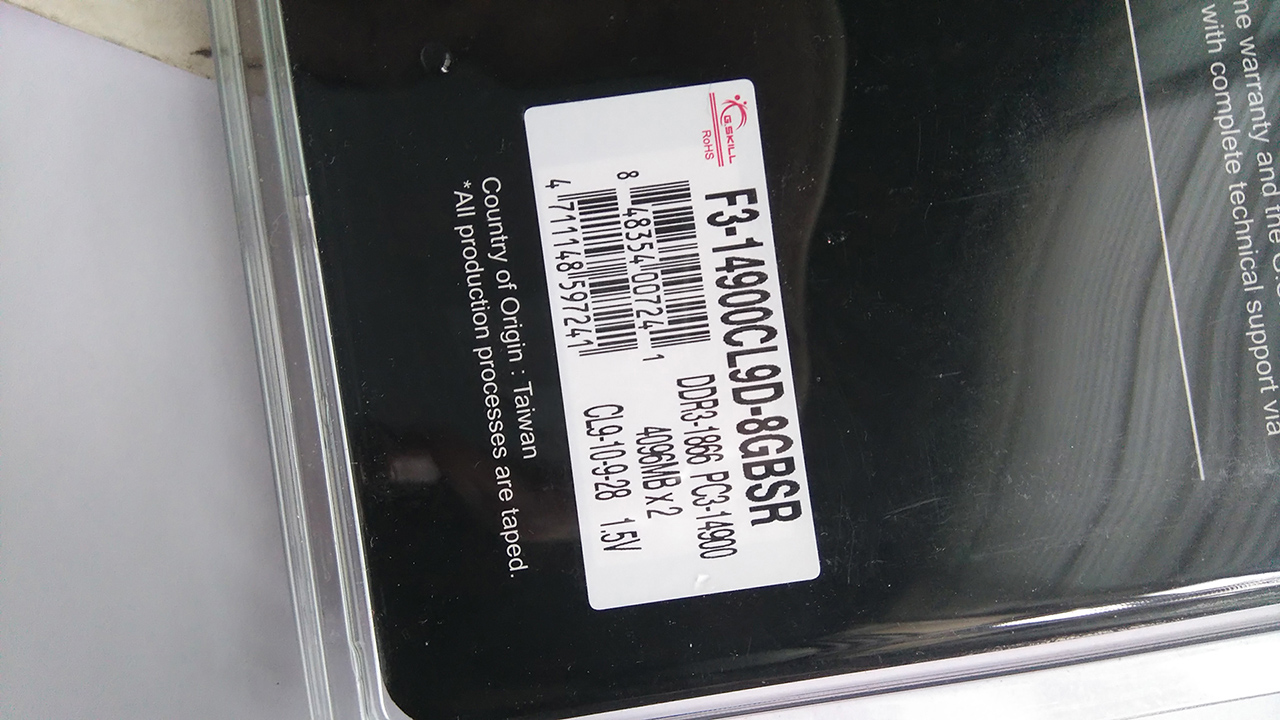 G.SKILL
RoHS
F3-14900CL9D-8GBSR
8 48354 00724 1
DDR3-1866 PC3-14900
4 711148 597241
4096MB X 2
CL9-10-9-28 1.5V
Country of Origin : Taiwan
*All production processes are taped.
warranty and the
with complete technical support via